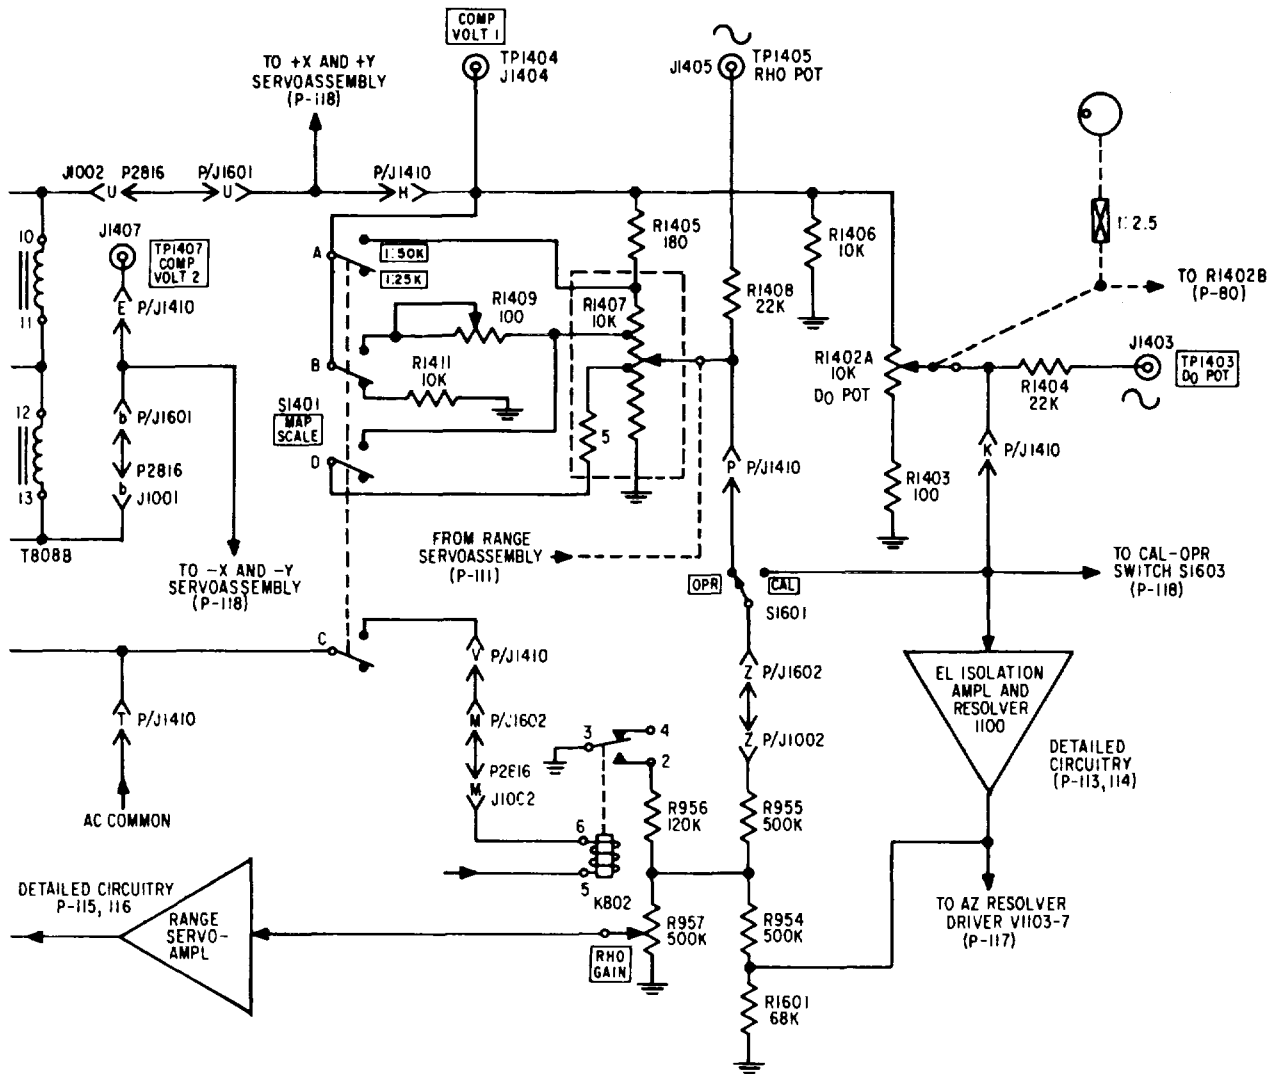 COMP
VOLT 1
TP1404
J1404
J1405
TP1405
RHO POT
TO +X AND +Y
SERVOASSEMBLY
(P-118)
J1002
U
P2816
P/J1601
U
P/J1410
H
10
11
12
13
T808B
J1407
TP1407
COMP
VOLT 2
E
P/J1410
b
P/J1601
P2816
b
J1001
TO -X AND -Y
SERVOASSEMBLY
(P-118)
A
1:50K
1:25K
B
R1409
100
R1411
10K
S1401
MAP
SCALE
D
5
R1405
180
R1407
10K
R1408
22K
R1406
10K
1:2.5
TO R1402B
(P-80)
R1402A
10K
D0 POT
R1404
22K
J1403
TP1403
D0 POT
K
P/J1410
R1403
100
P
P/J1410
FROM RANGE
SERVOASSEMBLY
(P-111)
OPR
CAL
S1601
TO CAL-OPR
SWITCH S1603
(P-118)
C
V
P/J1410
M
P/J1602
P2816
M
J1002
T
P/J1410
AC COMMON
Z
P/J1602
Z
P/J1002
3
4
2
6
5
K802
R956
120K
R955
500K
R957
500K
R954
500K
R1601
68K
RHO
GAIN
EL ISOLATION
AMPL AND
RESOLVER
1100
DETAILED
CIRCUITRY
(P-113, 114)
TO AZ RESOLVER
DRIVER V1103-7
(P-117)
DETAILED CIRCUITRY
P-115, 116
RANGE
SERVO-
AMPL